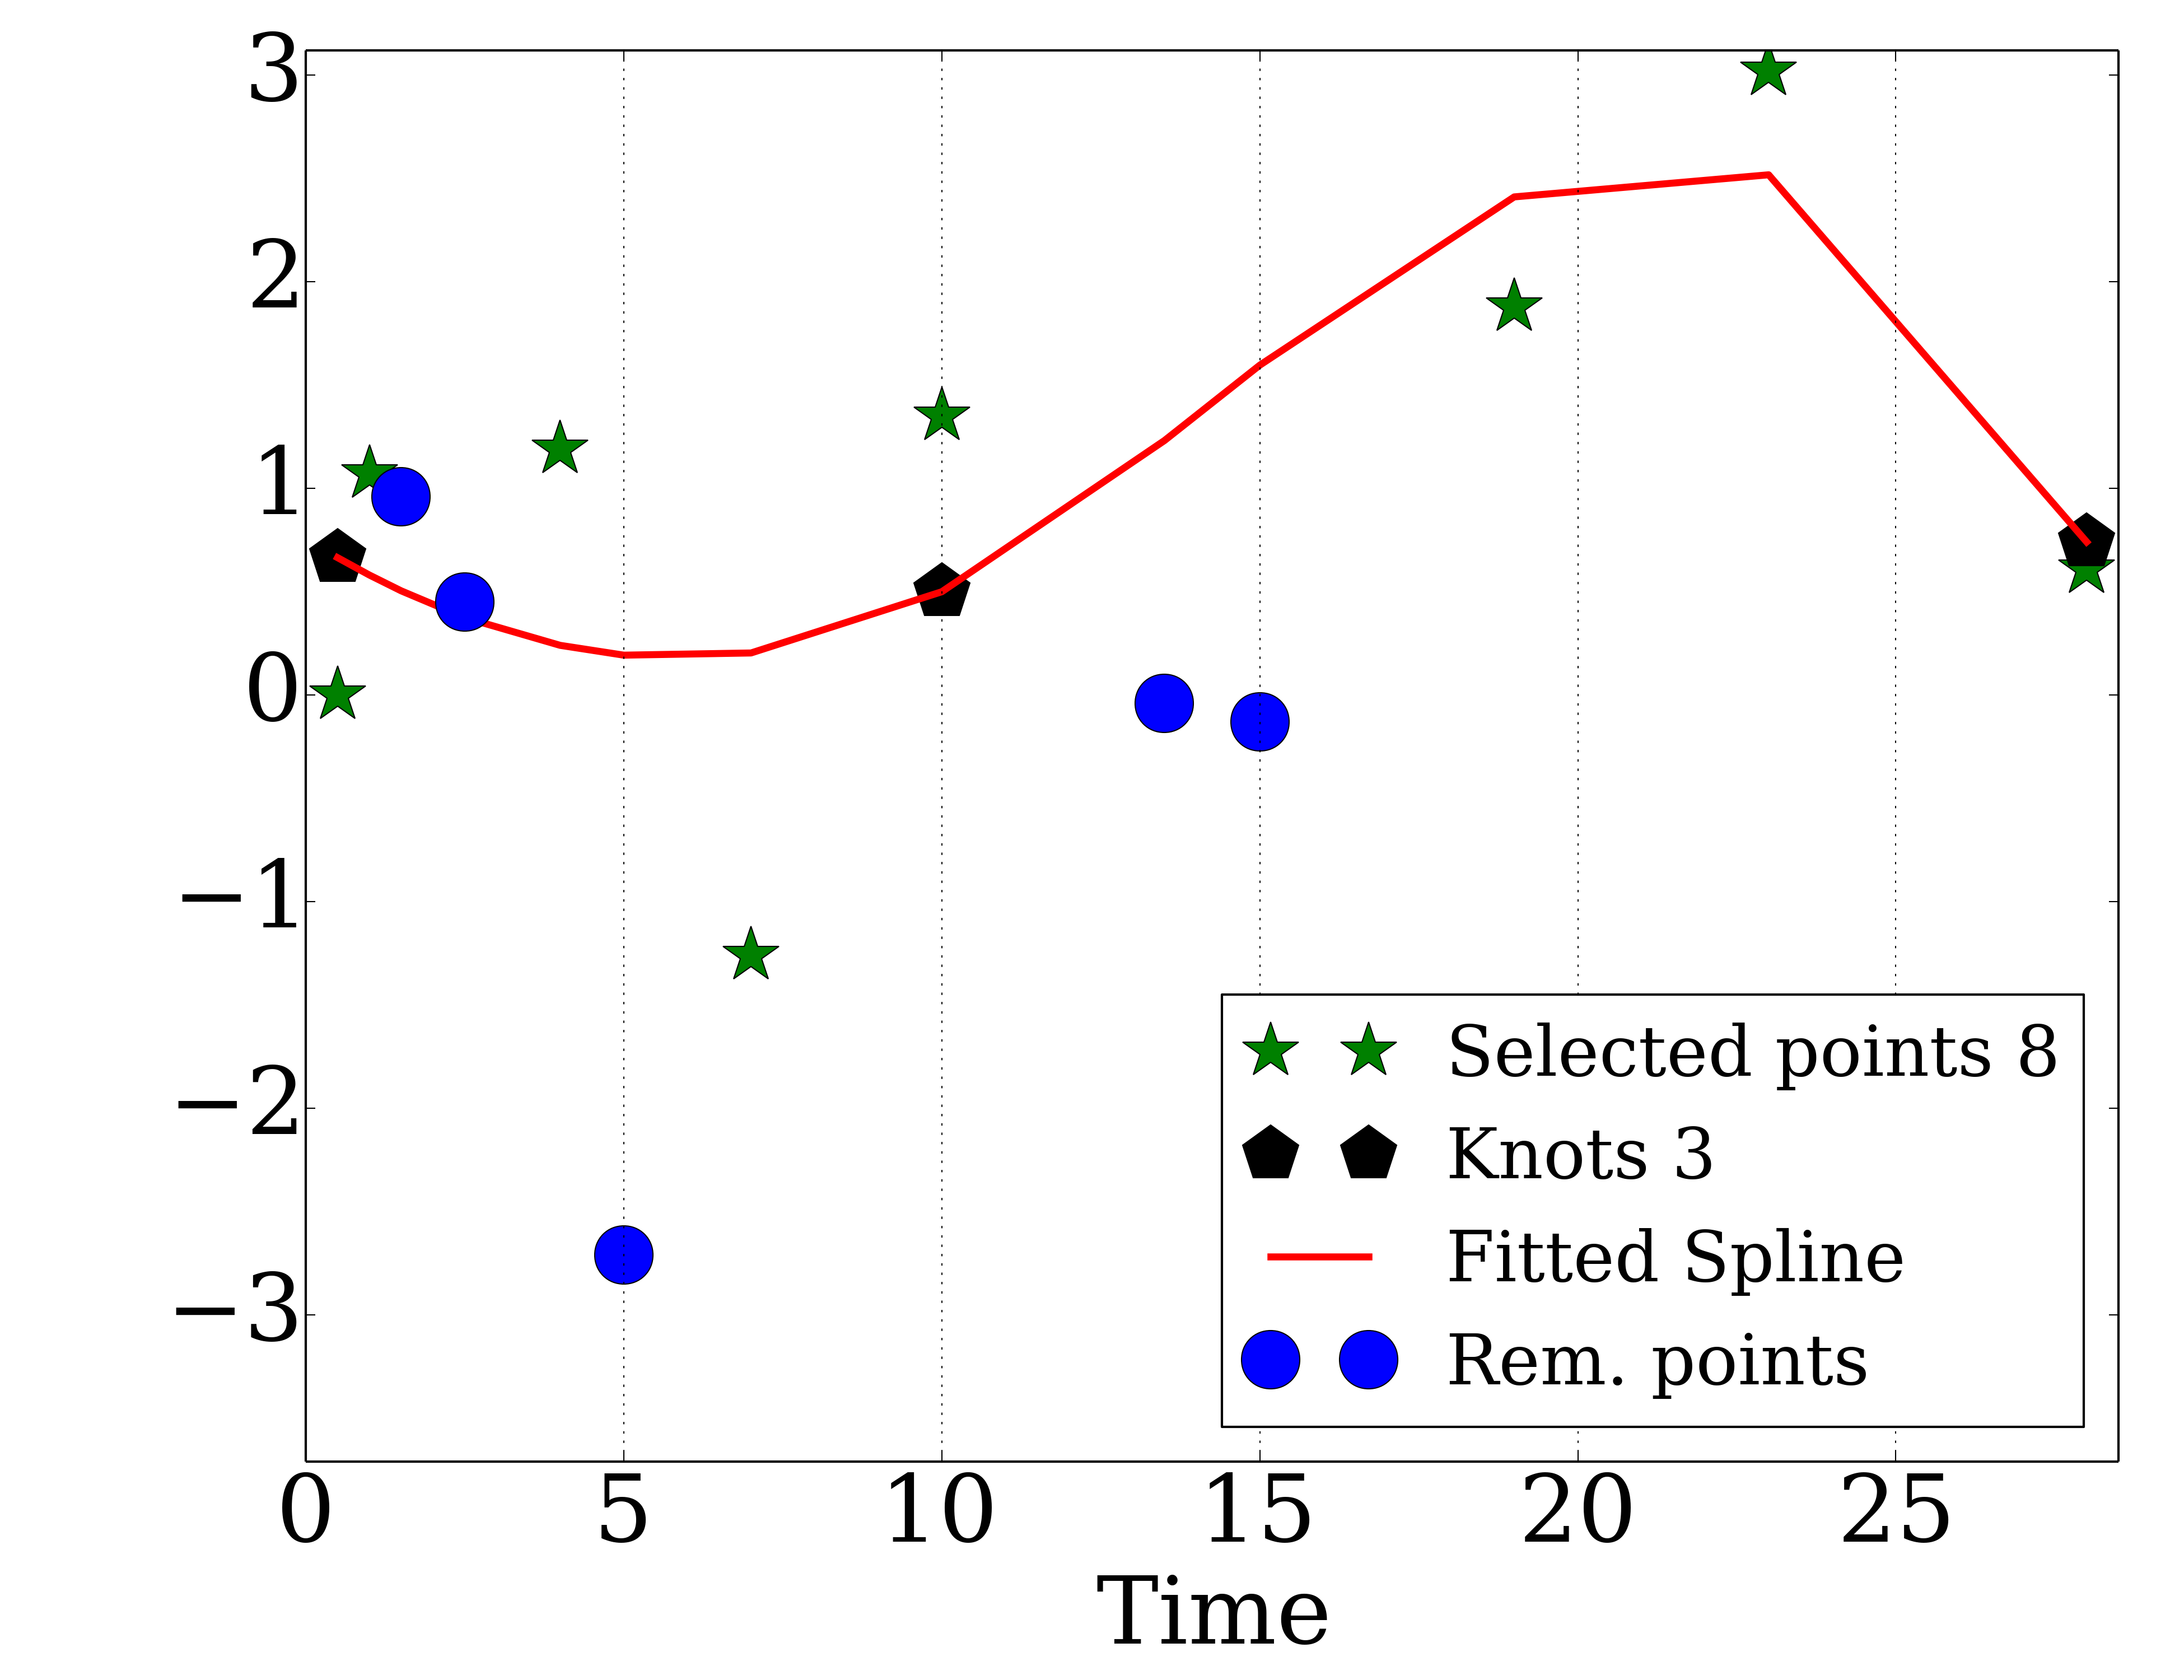 3
2
1
0
−1
−2
−3
0 5 10 15 20 25
Time
Selected points 8
Knots 3
Fitted Spline
Rem. points